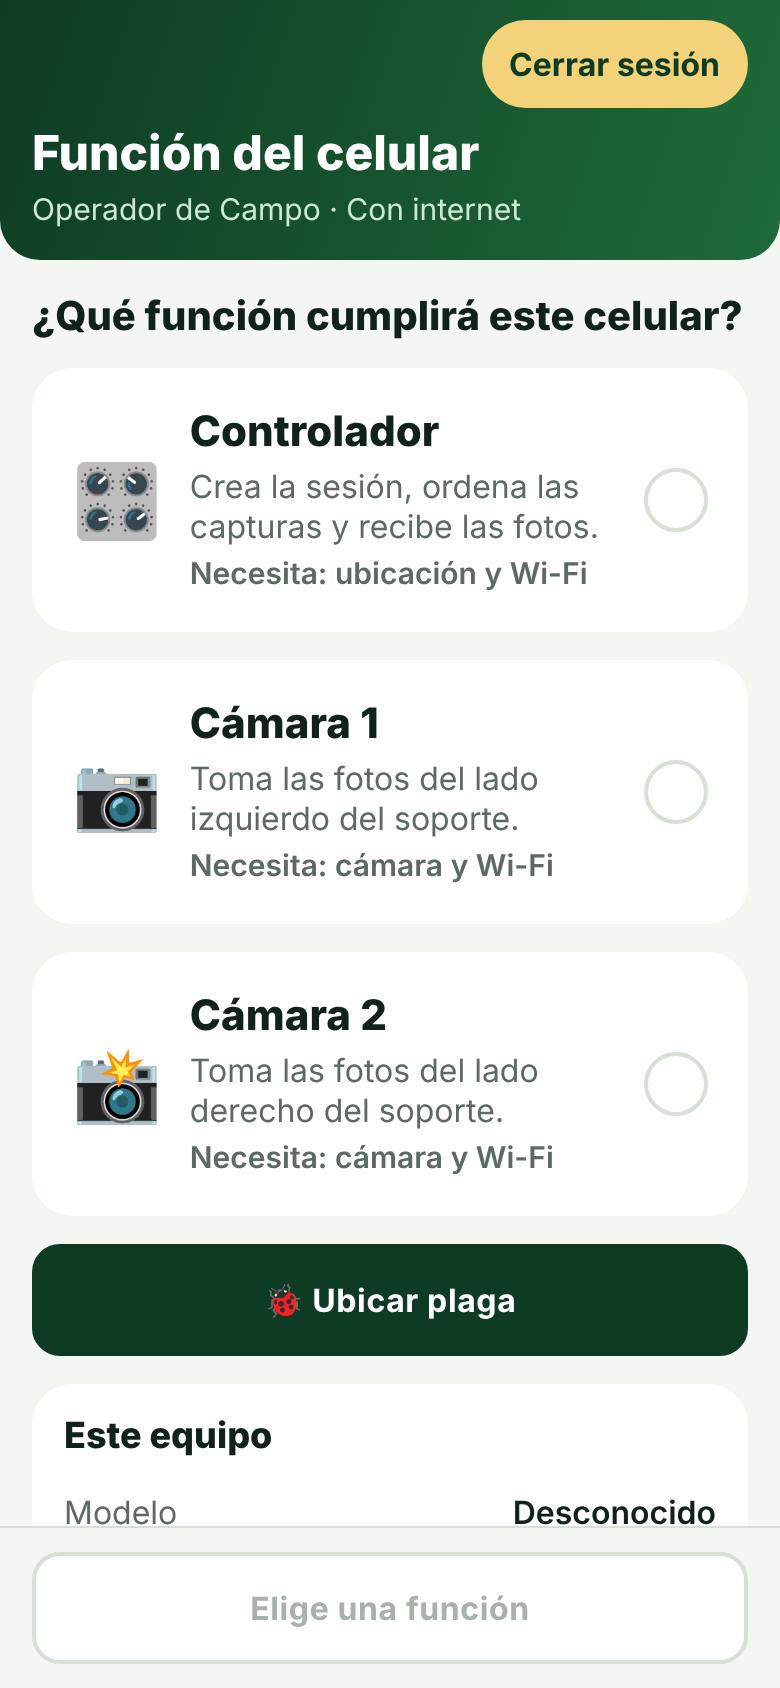 Cerrar sesión
Función del celular
Operador de Campo · Con internet
¿Qué función cumplirá este celular?
Controlador
Crea la sesión, ordena las
capturas y recibe las fotos.
Necesita: ubicación y Wi-Fi
Cámara 1
Toma las fotos del lado
izquierdo del soporte.
Necesita: cámara y Wi-Fi
Cámara 2
Toma las fotos del lado
derecho del soporte.
Necesita: cámara y Wi-Fi
Ubicar plaga
Este equipo
Modelo Desconocido
Elige una función